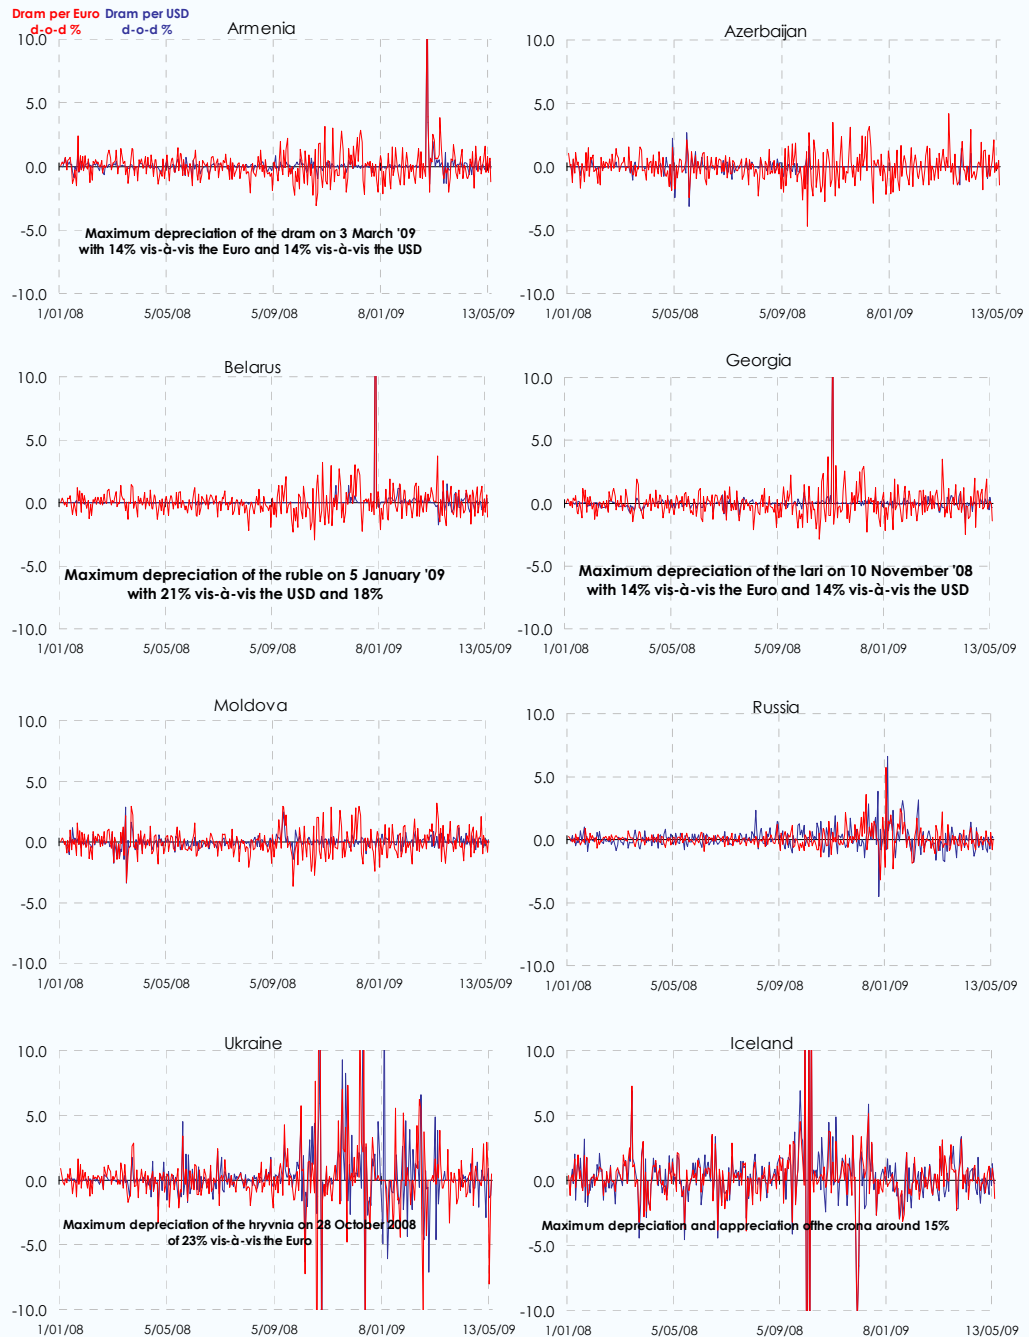 Dram per Euro Dram per USD
d-o-d % d-o-d %
Armenia
10.0
5.0
0.0
-5.0
-10.0
Maximum depreciation of the dram on 3 March '09
with 14% vis-à-vis the Euro and 14% vis-à-vis the USD
1/01/08 5/05/08 5/09/08 8/01/09 13/05/09
Azerbaijan
10.0
5.0
0.0
-5.0
-10.0
1/01/08 5/05/08 5/09/08 8/01/09 13/05/09
Belarus
10.0
5.0
0.0
-5.0
-10.0
Maximum depreciation of the ruble on 5 January '09
with 21% vis-à-vis the USD and 18%
1/01/08 5/05/08 5/09/08 8/01/09 13/05/09
Georgia
10.0
5.0
0.0
-5.0
-10.0
Maximum depreciation of the lari on 10 November '08
with 14% vis-à-vis the Euro and 14% vis-à-vis the USD
1/01/08 5/05/08 5/09/08 8/01/09 13/05/09
Moldova
10.0
5.0
0.0
-5.0
-10.0
1/01/08 5/05/08 5/09/08 8/01/09 13/05/09
Russia
10.0
5.0
0.0
-5.0
-10.0
1/01/08 5/05/08 5/09/08 8/01/09 13/05/09
Ukraine
10.0
5.0
0.0
-5.0
-10.0
Maximum depreciation of the hryvnia on 28 October 2008
of 23% vis-à-vis the Euro
1/01/08 5/05/08 5/09/08 8/01/09 13/05/09
Iceland
10.0
5.0
0.0
-5.0
-10.0
Maximum depreciation and appreciation of the crona around 15%
1/01/08 5/05/08 5/09/08 8/01/09 13/05/09